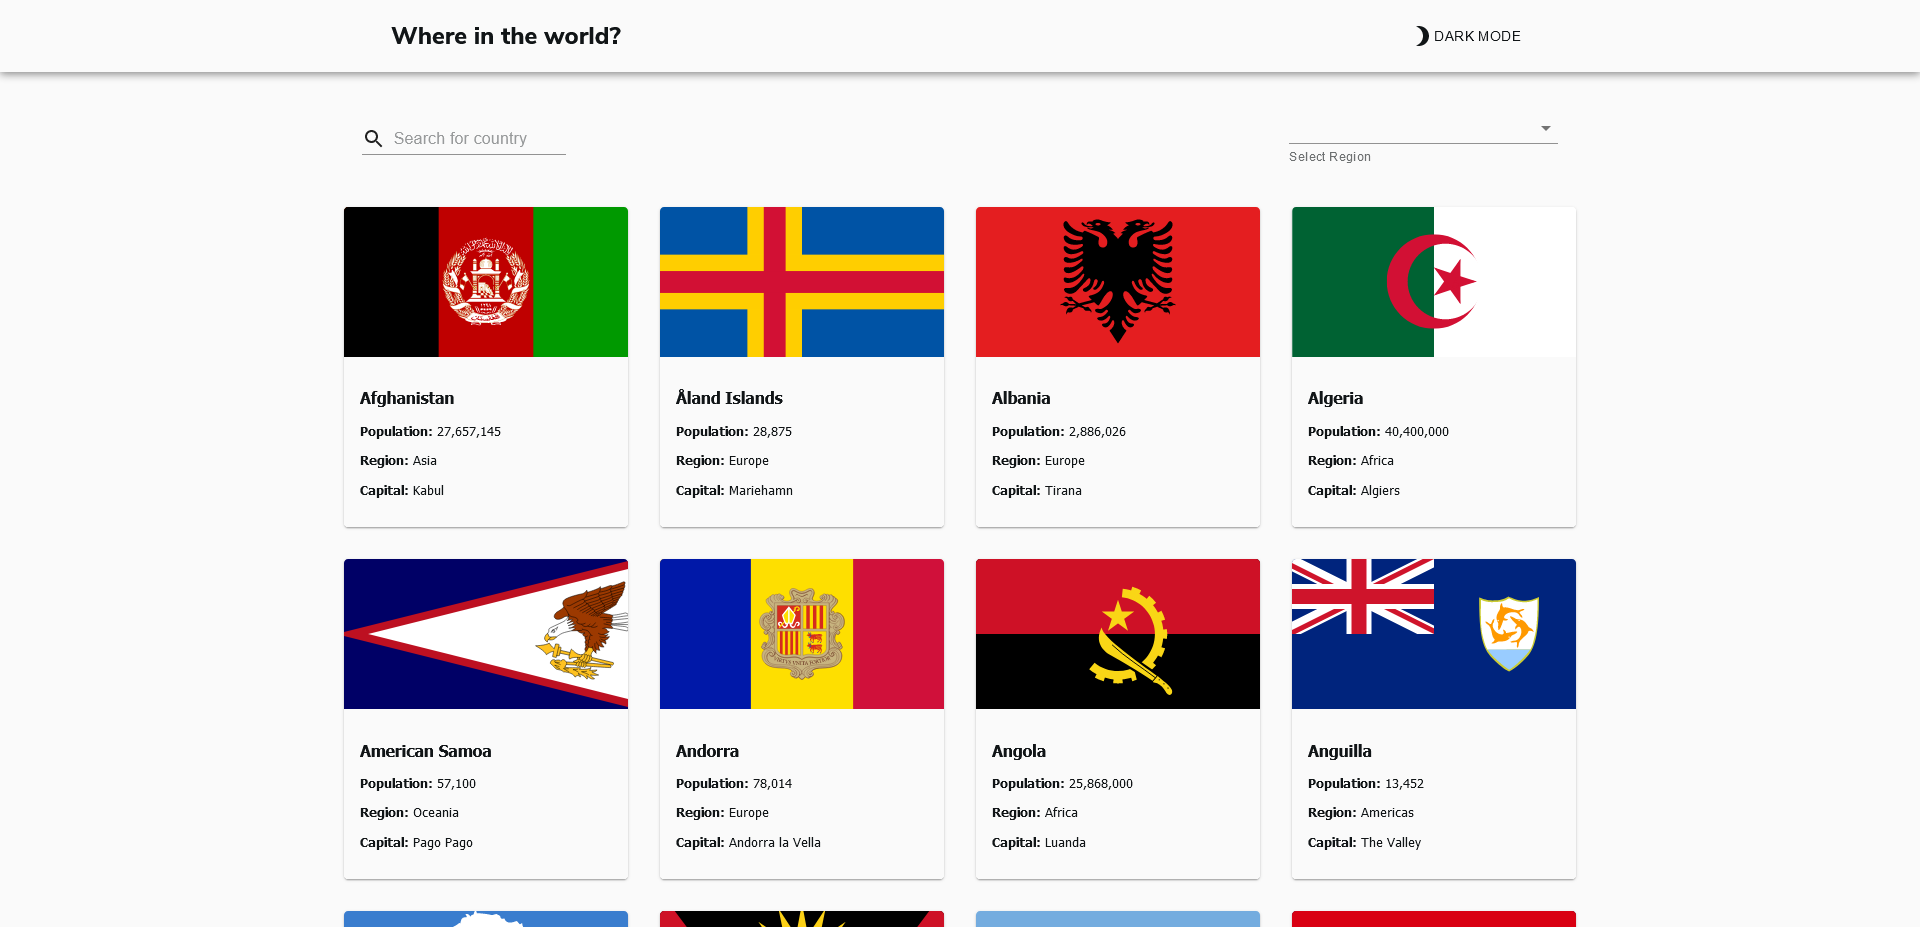 Where in the world?
DARK MODE
Search for country
Select Region
Afghanistan
Population: 27,657,145
Region: Asia
Capital: Kabul
Åland Islands
Population: 28,875
Region: Europe
Capital: Mariehamn
Albania
Population: 2,886,026
Region: Europe
Capital: Tirana
Algeria
Population: 40,400,000
Region: Africa
Capital: Algiers
American Samoa
Population: 57,100
Region: Oceania
Capital: Pago Pago
VIRTUS UNITA FORTIOR
Andorra
Population: 78,014
Region: Europe
Capital: Andorra la Vella
Angola
Population: 25,868,000
Region: Africa
Capital: Luanda
Anguilla
Population: 13,452
Region: Americas
Capital: The Valley